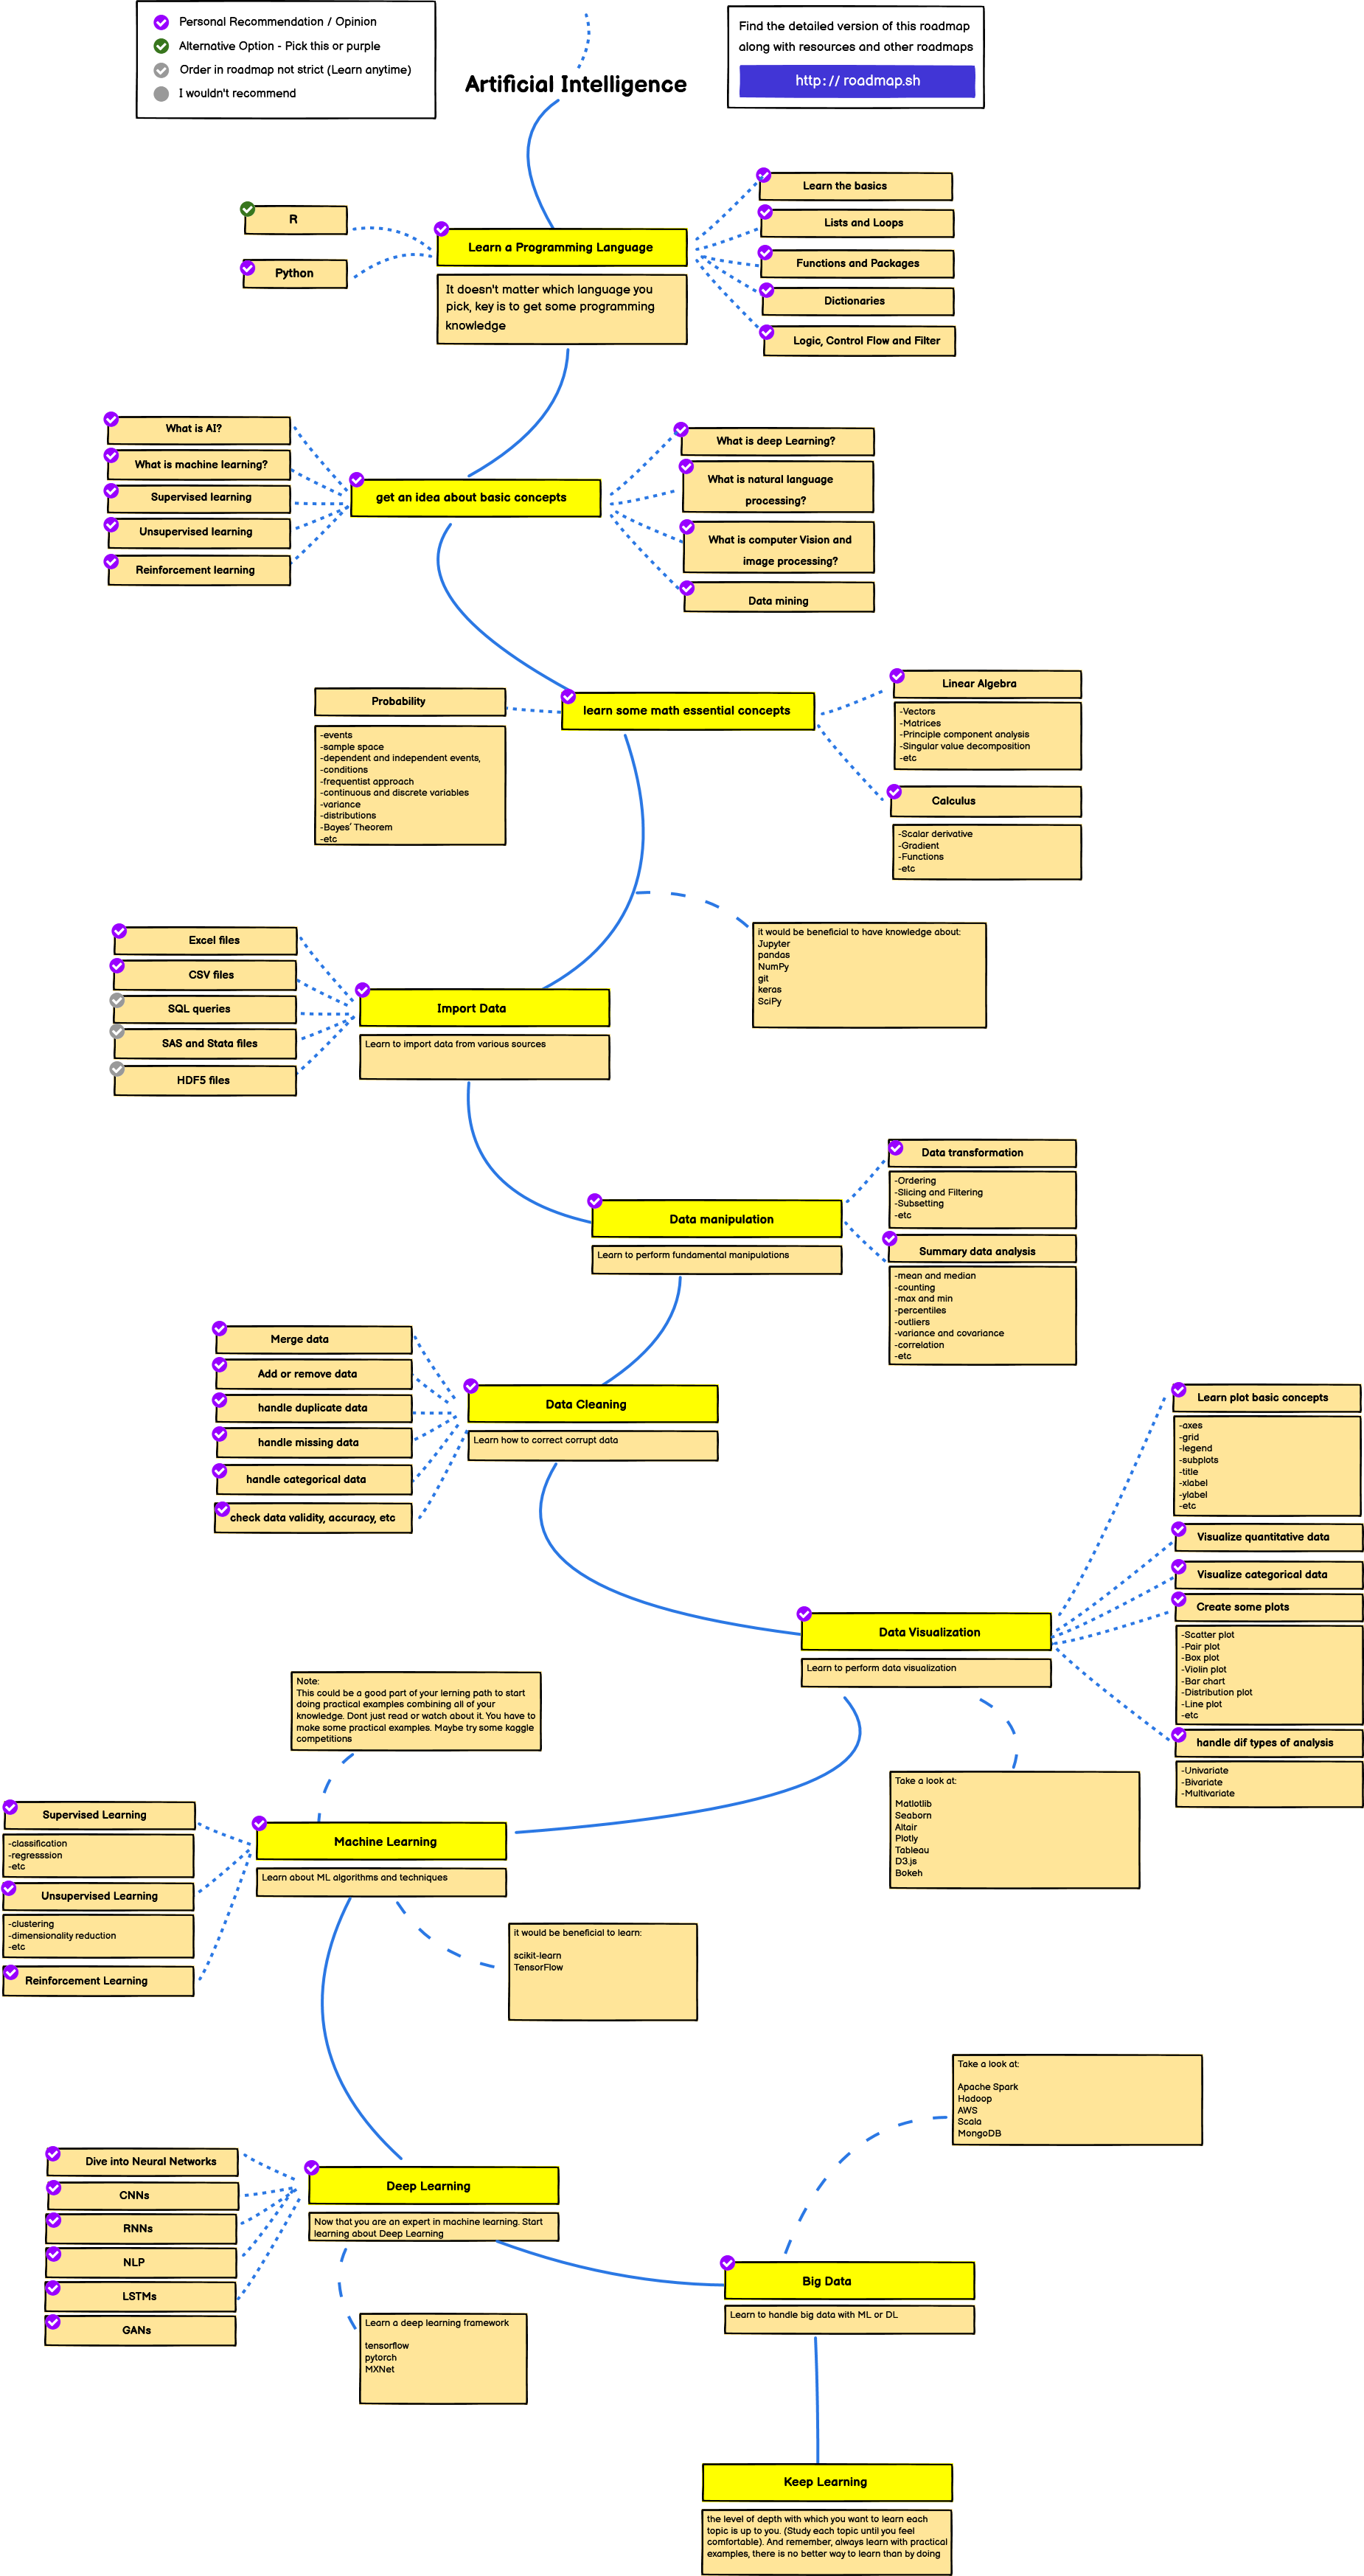 Personal Recommendation / Opinion
Alternative Option - Pick this or purple
Order in roadmap not strict (Learn anytime)
I wouldn't recommend
Find the detailed version of this roadmap
along with resources and other roadmaps
http: // roadmap.sh
Artificial Intelligence
R
Python
Learn a Programming Language
It doesn't matter which language you
pick, key is to get some programming
knowledge
Learn the basics
Lists and Loops
Functions and Packages
Dictionaries
Logic, Control Flow and Filter
What is AI?
What is machine learning?
Supervised learning
Unsupervised learning
Reinforcement learning
get an idea about basic concepts
What is deep Learning?
What is natural language
processing?
What is computer Vision and
image processing?
Data mining
Probability
-events
-sample space
-dependent and independent events,
-conditions
-frequentist approach
-continuous and discrete variables
-variance
-distributions
-Bayes' Theorem
-etc
learn some math essential concepts
Linear Algebra
-Vectors
-Matrices
-Principle component analysis
-Singular value decomposition
-etc
Calculus
-Scalar derivative
-Gradient
-Functions
-etc
it would be beneficial to have knowledge about:
Jupyter
pandas
NumPy
git
keras
SciPy
Excel files
CSV files
SQL queries
SAS and Stata files
HDF5 files
Import Data
Learn to import data from various sources
Data manipulation
Learn to perform fundamental manipulations
Data transformation
-Ordering
-Slicing and Filtering
-Subsetting
-etc
Summary data analysis
-mean and median
-counting
-max and min
-percentiles
-outliers
-variance and covariance
-correlation
-etc
Merge data
Add or remove data
handle duplicate data
handle missing data
handle categorical data
check data validity, accuracy, etc
Data Cleaning
Learn how to correct corrupt data
Data Visualization
Learn to perform data visualization
Learn plot basic concepts
-axes
-grid
-legend
-subplots
-title
-xlabel
-ylabel
-etc
Visualize quantitative data
Visualize categorical data
Create some plots
-Scatter plot
-Pair plot
-Box plot
-Violin plot
-Bar chart
-Distribution plot
-Line plot
-etc
handle dif types of analysis
-Univariate
-Bivariate
-Multivariate
Take a look at:
Matlotlib
Seaborn
Altair
Plotly
Tableau
D3.js
Bokeh
Note:
This could be a good part of your lerning path to start
doing practical examples combining all of your
knowledge. Dont just read or watch about it. You have to
make some practical examples. Maybe try some kaggle
competitions
Supervised Learning
-classification
-regresssion
-etc
Unsupervised Learning
-clustering
-dimensionality reduction
-etc
Reinforcement Learning
Machine Learning
Learn about ML algorithms and techniques
it would be beneficial to learn:
scikit-learn
TensorFlow
Dive into Neural Networks
CNNs
RNNs
NLP
LSTMs
GANs
Deep Learning
Now that you are an expert in machine learning. Start
learning about Deep Learning
Learn a deep learning framework
tensorflow
pytorch
MXNet
Take a look at:
Apache Spark
Hadoop
AWS
Scala
MongoDB
Big Data
Learn to handle big data with ML or DL
Keep Learning
the level of depth with which you want to learn each
topic is up to you. (Study each topic until you feel
comfortable). And remember, always learn with practical
examples, there is no better way to learn than by doing